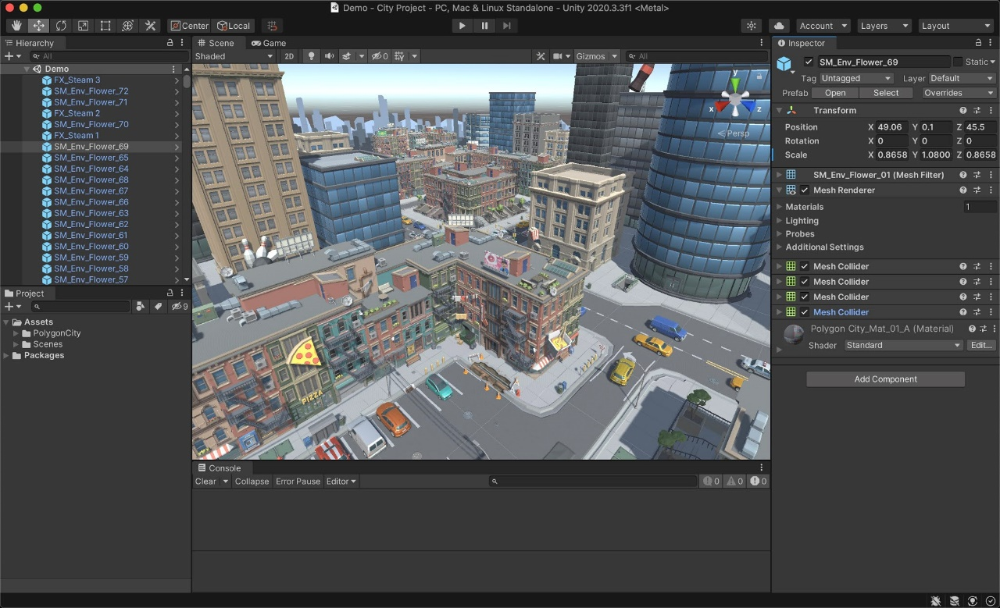 Demo - City Project - PC, Mac & Linux Standalone - Unity 2020.3.3f1 <Metal>
Center Local Account Layers Layout
Hierarchy
All
Demo
FX_Steam 3
SM_Env_Flower_72
SM_Env_Flower_71
FX_Steam 2
SM_Env_Flower_70
FX_Steam 1
SM_Env_Flower_69
SM_Env_Flower_65
SM_Env_Flower_64
SM_Env_Flower_68
SM_Env_Flower_67
SM_Env_Flower_66
SM_Env_Flower_63
SM_Env_Flower_62
SM_Env_Flower_61
SM_Env_Flower_60
SM_Env_Flower_59
SM_Env_Flower_58
SM_Env_Flower_57
Project
9
Assets
PolygonCity
Scenes
Packages
Scene Game
Shaded 2D 0 Gizmos All
y
x z
Persp
PIZZA
Console
Clear Collapse Error Pause Editor 0 0 0
Inspector
SM_Env_Flower_69 Static
Tag Untagged Layer Default
Prefab Open Select Overrides
Transform
Position X 49.06 Y 0.1 Z 45.5
Rotation X 0 Y 0 Z 0
Scale X 0.8658 Y 1.0800 Z 0.8658
SM_Env_Flower_01 (Mesh Filter)
Mesh Renderer
Materials 1
Lighting
Probes
Additional Settings
Mesh Collider
Mesh Collider
Mesh Collider
Mesh Collider
Polygon City_Mat_01_A (Material)
Shader Standard Edit...
Add Component